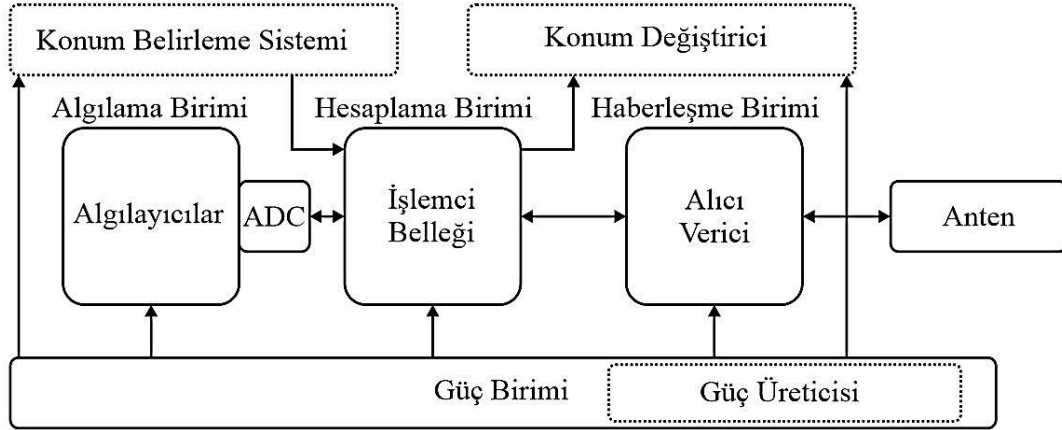 Konum Belirleme Sistemi
Konum Değiştirici
Algılama Birimi
Hesaplama Birimi
Haberleşme Birimi
Algılayıcılar
ADC
İşlemci
Belleği
Alıcı
Verici
Anten
Güç Birimi
Güç Üreticisi